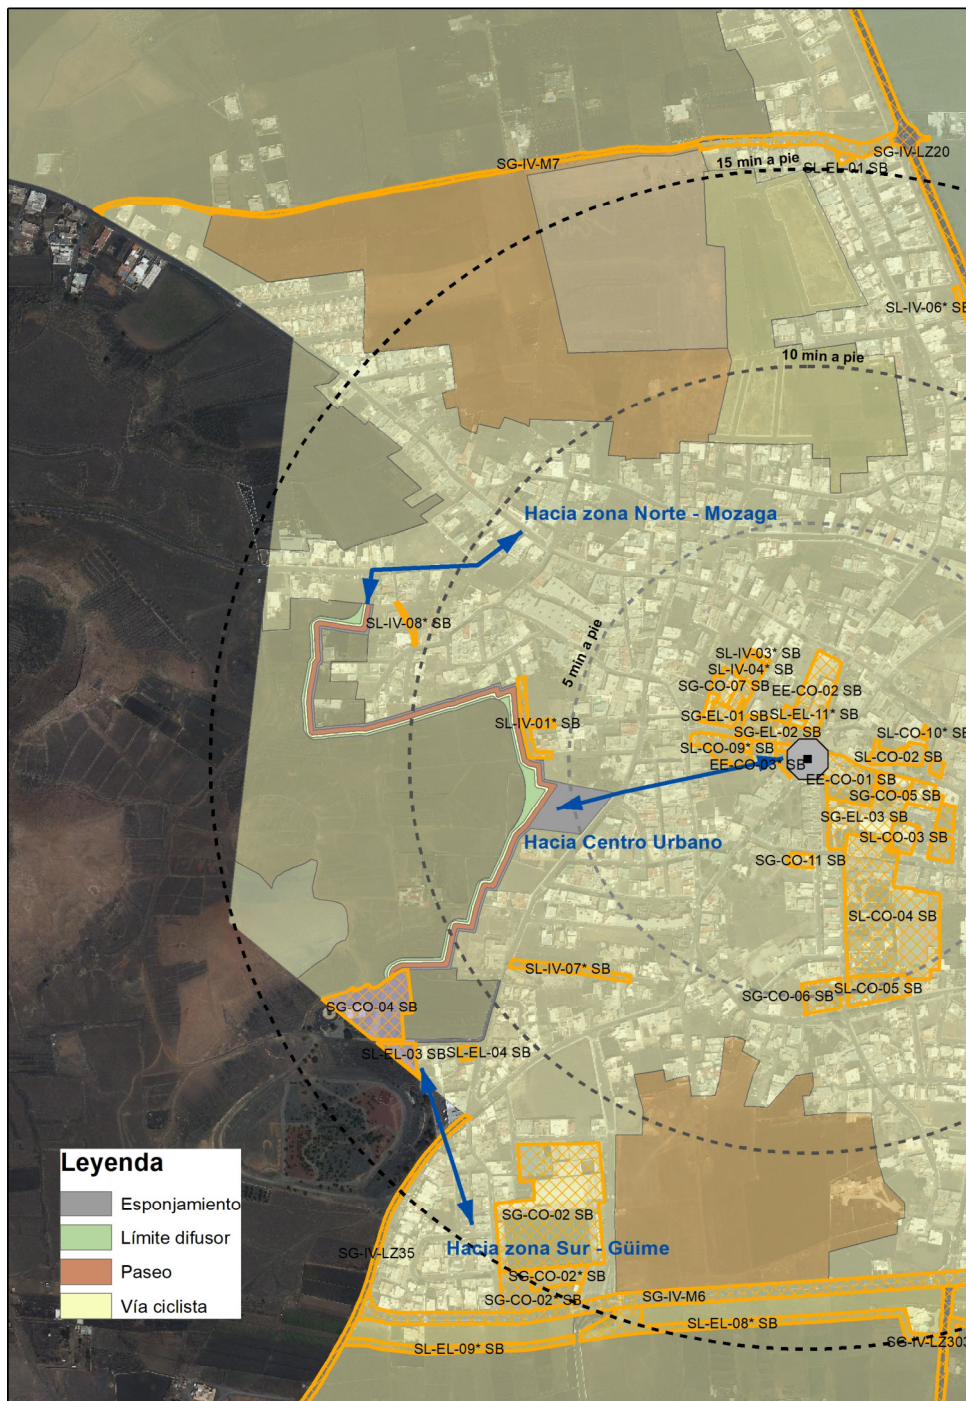 15 min a pie
SG-IV-M7
SG-IV-LZ20
SL-EL-01 SB
SL-IV-06* SB
10 min a pie
Hacia zona Norte - Mozaga
SL-IV-08* SB
5 min a pie
SL-IV-03* SB
SL-IV-04* SB
SG-CO-07 SB
EE-CO-02 SB
SG-EL-01 SB
SL-EL-11* SB
SL-IV-01* SB
SG-EL-02 SB
SL-CO-10* SB
SL-CO-09* SB
SL-CO-02 SB
EE-CO-03* SB
EE-CO-01 SB
SG-CO-05 SB
SG-EL-03 SB
Hacia Centro Urbano
SL-CO-03 SB
SG-CO-11 SB
SL-CO-04 SB
SL-IV-07* SB
SL-CO-05 SB
SG-CO-06 SB
SG-CO-04 SB
SL-EL-03 SB
SL-EL-04 SB
Leyenda
Esponjamiento
Límite difusor
Paseo
Vía ciclista
SG-CO-02 SB
Hacia zona Sur - Güime
SG-IV-LZ35
SG-CO-02* SB
SG-CO-02* SB
SG-IV-M6
SL-EL-08* SB
SG-IV-LZ303
SL-EL-09* SB